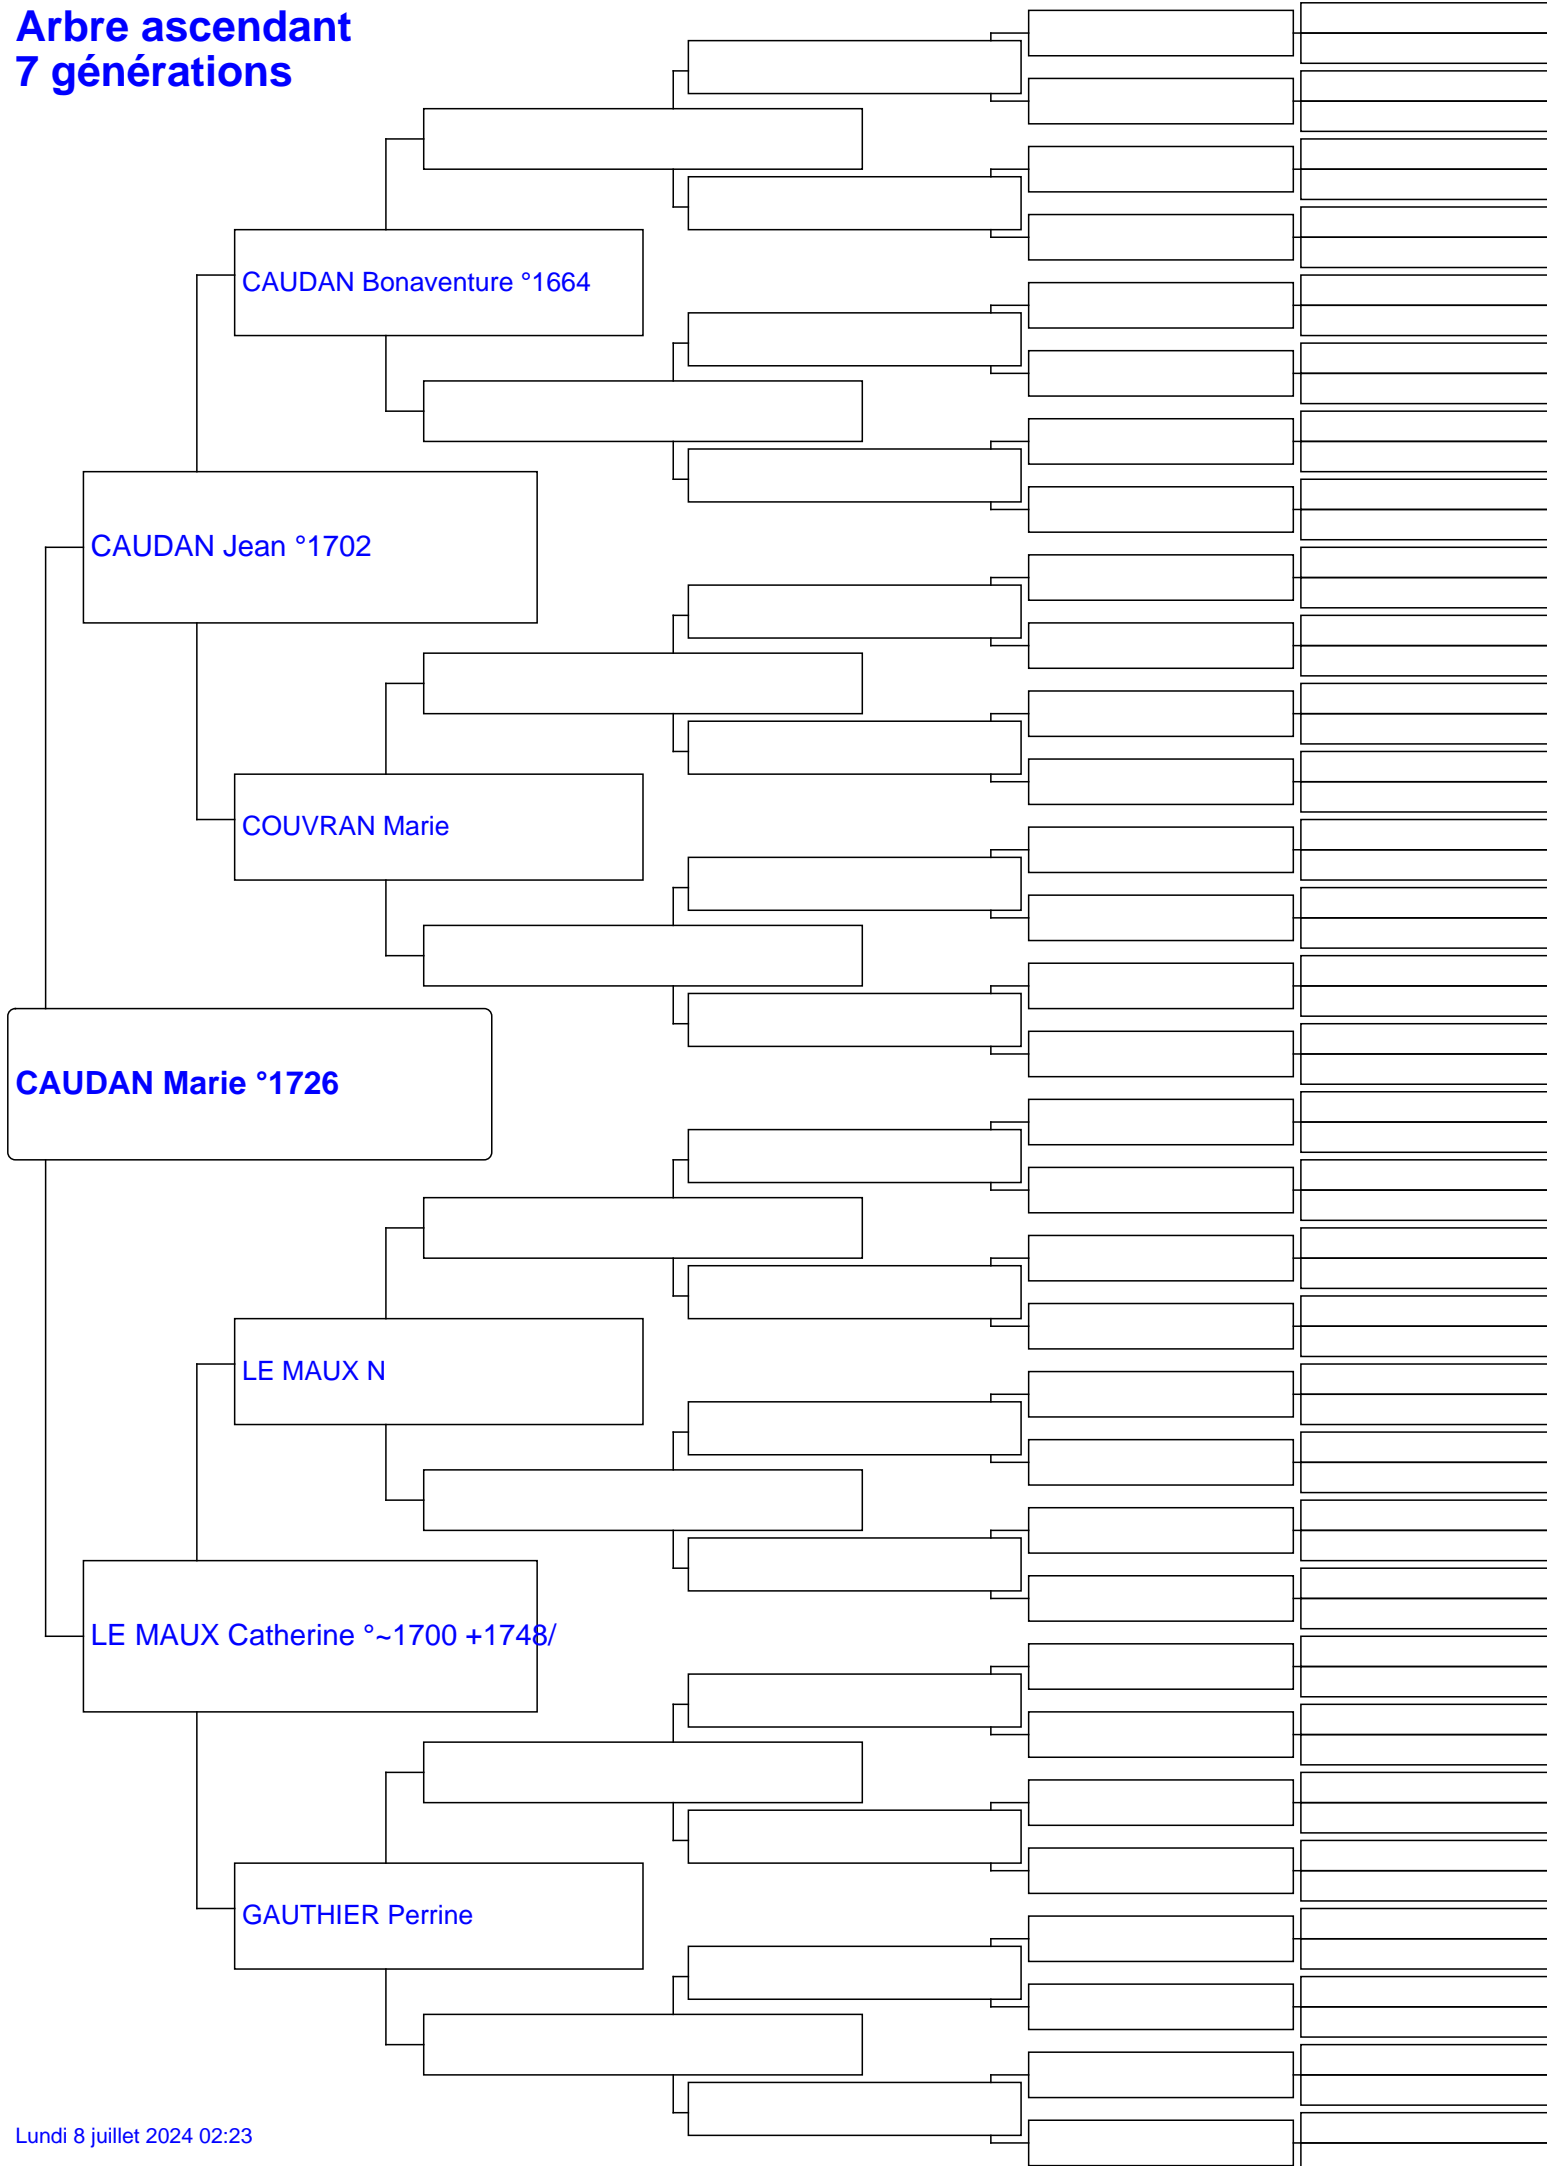 Arbre ascendant
7 générations
CAUDAN Bonaventure °1664
CAUDAN Jean °1702
COUVRAN Marie
CAUDAN Marie °1726
LE MAUX N
LE MAUX Catherine °~1700 +1748/
GAUTHIER Perrine
Lundi 8 juillet 2024 02:23